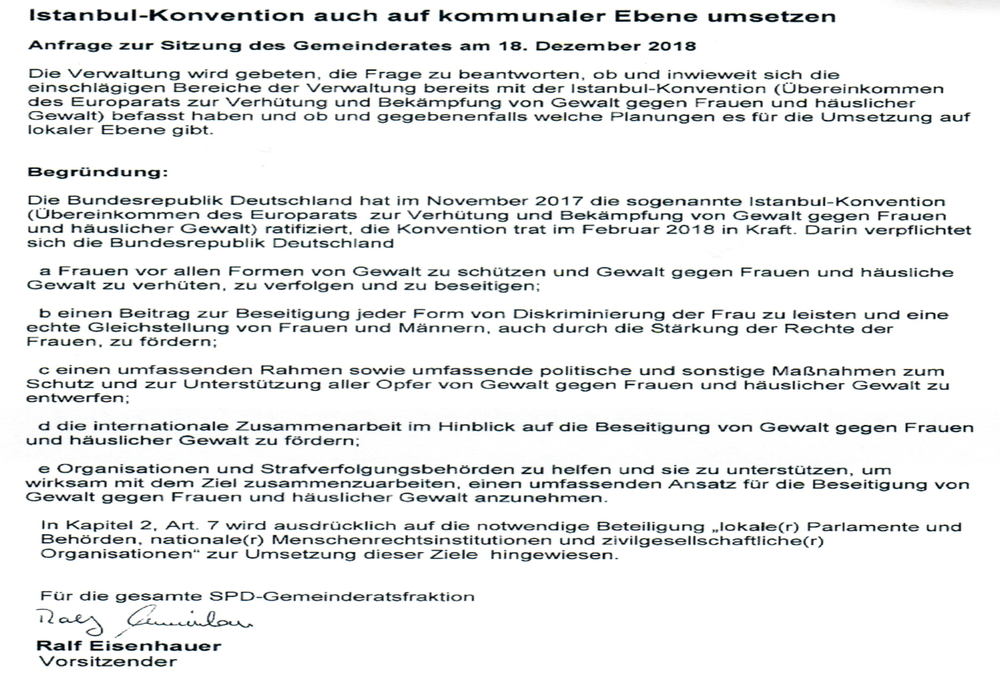 Istanbul-Konvention auch auf kommunaler Ebene umsetzen
Anfrage zur Sitzung des Gemeinderates am 18. Dezember 2018
Die Verwaltung wird gebeten, die Frage zu beantworten, ob und inwieweit sich die
einschlägigen Bereiche der Verwaltung bereits mit der Istanbul-Konvention (Übereinkommen
des Europarats zur Verhütung und Bekämpfung von Gewalt gegen Frauen und häuslicher
Gewalt) befasst haben und ob und gegebenenfalls welche Planungen es für die Umsetzung auf
lokaler Ebene gibt.
Begründung:
Die Bundesrepublik Deutschland hat im November 2017 die sogenannte Istanbul-Konvention
(Übereinkommen des Europarats  zur Verhütung und Bekämpfung von Gewalt gegen Frauen
und häuslicher Gewalt) ratifiziert, die Konvention trat im Februar 2018 in Kraft. Darin verpflichtet
sich die Bundesrepublik Deutschland
a Frauen vor allen Formen von Gewalt zu schützen und Gewalt gegen Frauen und häusliche
Gewalt zu verhüten, zu verfolgen und zu beseitigen;
b einen Beitrag zur Beseitigung jeder Form von Diskriminierung der Frau zu leisten und eine
echte Gleichstellung von Frauen und Männern, auch durch die Stärkung der Rechte der
Frauen, zu fördern;
c einen umfassenden Rahmen sowie umfassende politische und sonstige Maßnahmen zum
Schutz und zur Unterstützung aller Opfer von Gewalt gegen Frauen und häuslicher Gewalt zu
entwerfen;
d die internationale Zusammenarbeit im Hinblick auf die Beseitigung von Gewalt gegen Frauen
und häuslicher Gewalt zu fördern;
e Organisationen und Strafverfolgungsbehörden zu helfen und sie zu unterstützen, um
wirksam mit dem Ziel zusammenzuarbeiten, einen umfassenden Ansatz für die Beseitigung von
Gewalt gegen Frauen und häuslicher Gewalt anzunehmen.
In Kapitel 2, Art. 7 wird ausdrücklich auf die notwendige Beteiligung „lokale(r) Parlamente und
Behörden, nationale(r) Menschenrechtsinstitutionen und zivilgesellschaftliche(r)
Organisationen“ zur Umsetzung dieser Ziele  hingewiesen.
Für die gesamte SPD-Gemeinderatsfraktion
Ralf Eisenhauer
Vorsitzender